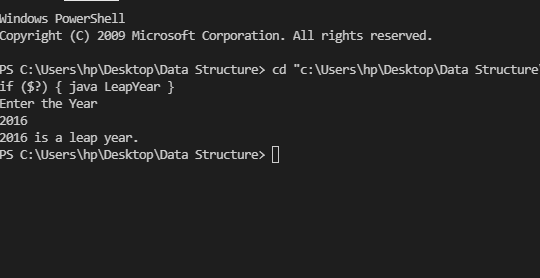 Windows PowerShell
Copyright (C) 2009 Microsoft Corporation. All rights reserved.
PS C:\Users\hp\Desktop\Data Structure> cd "c:\Users\hp\Desktop\Data Structure
if ($?) { java LeapYear }
Enter the Year
2016
2016 is a leap year.
PS C:\Users\hp\Desktop\Data Structure>